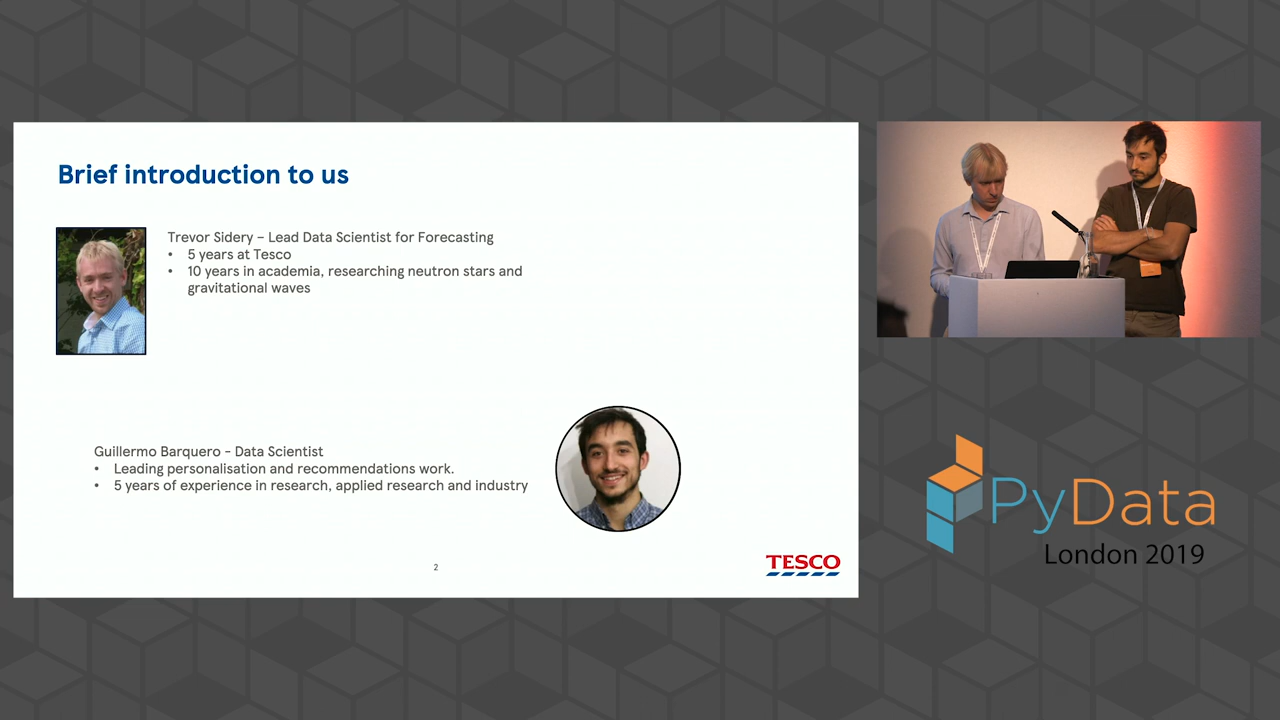 Brief introduction to us
Trevor Sidery – Lead Data Scientist for Forecasting
• 5 years at Tesco
• 10 years in academia, researching neutron stars and
gravitational waves
Guillermo Barquero - Data Scientist
• Leading personalisation and recommendations work.
• 5 years of experience in research, applied research and industry
2
TESCO
PyData
London 2019